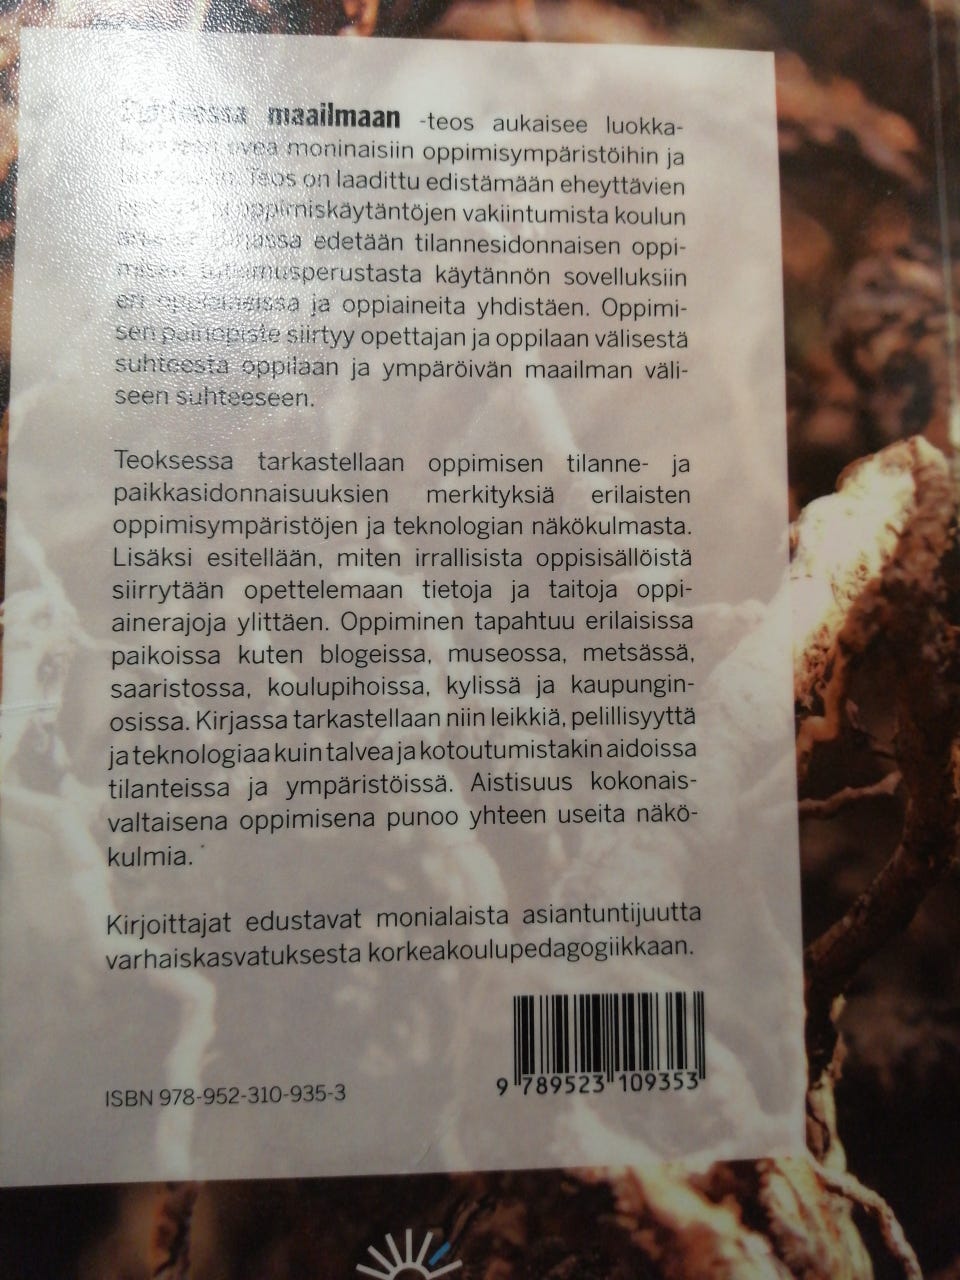 maailmaan -teos aukaisee luokka-
ovea moninaisiin oppimisympäristöihin ja
Teos on laadittu edistämään eheyttävien
oppimiskäytäntöjen vakiintumista koulun
edetään tilannesidonnaisen oppi-
tutkimusperustasta käytännön sovelluksiin
eri oppiaineissa ja oppiaineita yhdistäen. Oppimi-
sen painopiste siirtyy opettajan ja oppilaan välisestä
suhteesta oppilaan ja ympäröivän maailman väli-
seen suhteeseen.
Teoksessa tarkastellaan oppimisen tilanne- ja
paikkasidonnaisuuksien merkityksiä erilaisten
oppimisympäristöjen ja teknologian näkökulmasta.
Lisäksi esitellään, miten irrallisista oppisisällöistä
siirrytään opettelemaan tietoja ja taitoja oppi-
ainerajoja ylittäen. Oppiminen tapahtuu erilaisissa
paikoissa kuten blogeissa, museossa, metsässä,
saaristossa, koulupihoissa, kylissä ja kaupungin-
osissa. Kirjassa tarkastellaan niin leikkiä, pelillisyyttä
ja teknologiaa kuin talvea ja kotoutumistakin aidoissa
tilanteissa ja ympäristöissä. Aistisuus kokonais-
valtaisena oppimisena punoo yhteen useita näkö-
kulmia.
Kirjoittajat edustavat monialaista asiantuntijuutta
varhaiskasvatuksesta korkeakoulupedagogiikkaan.
ISBN 978-952-310-935-3
9 789523 109353